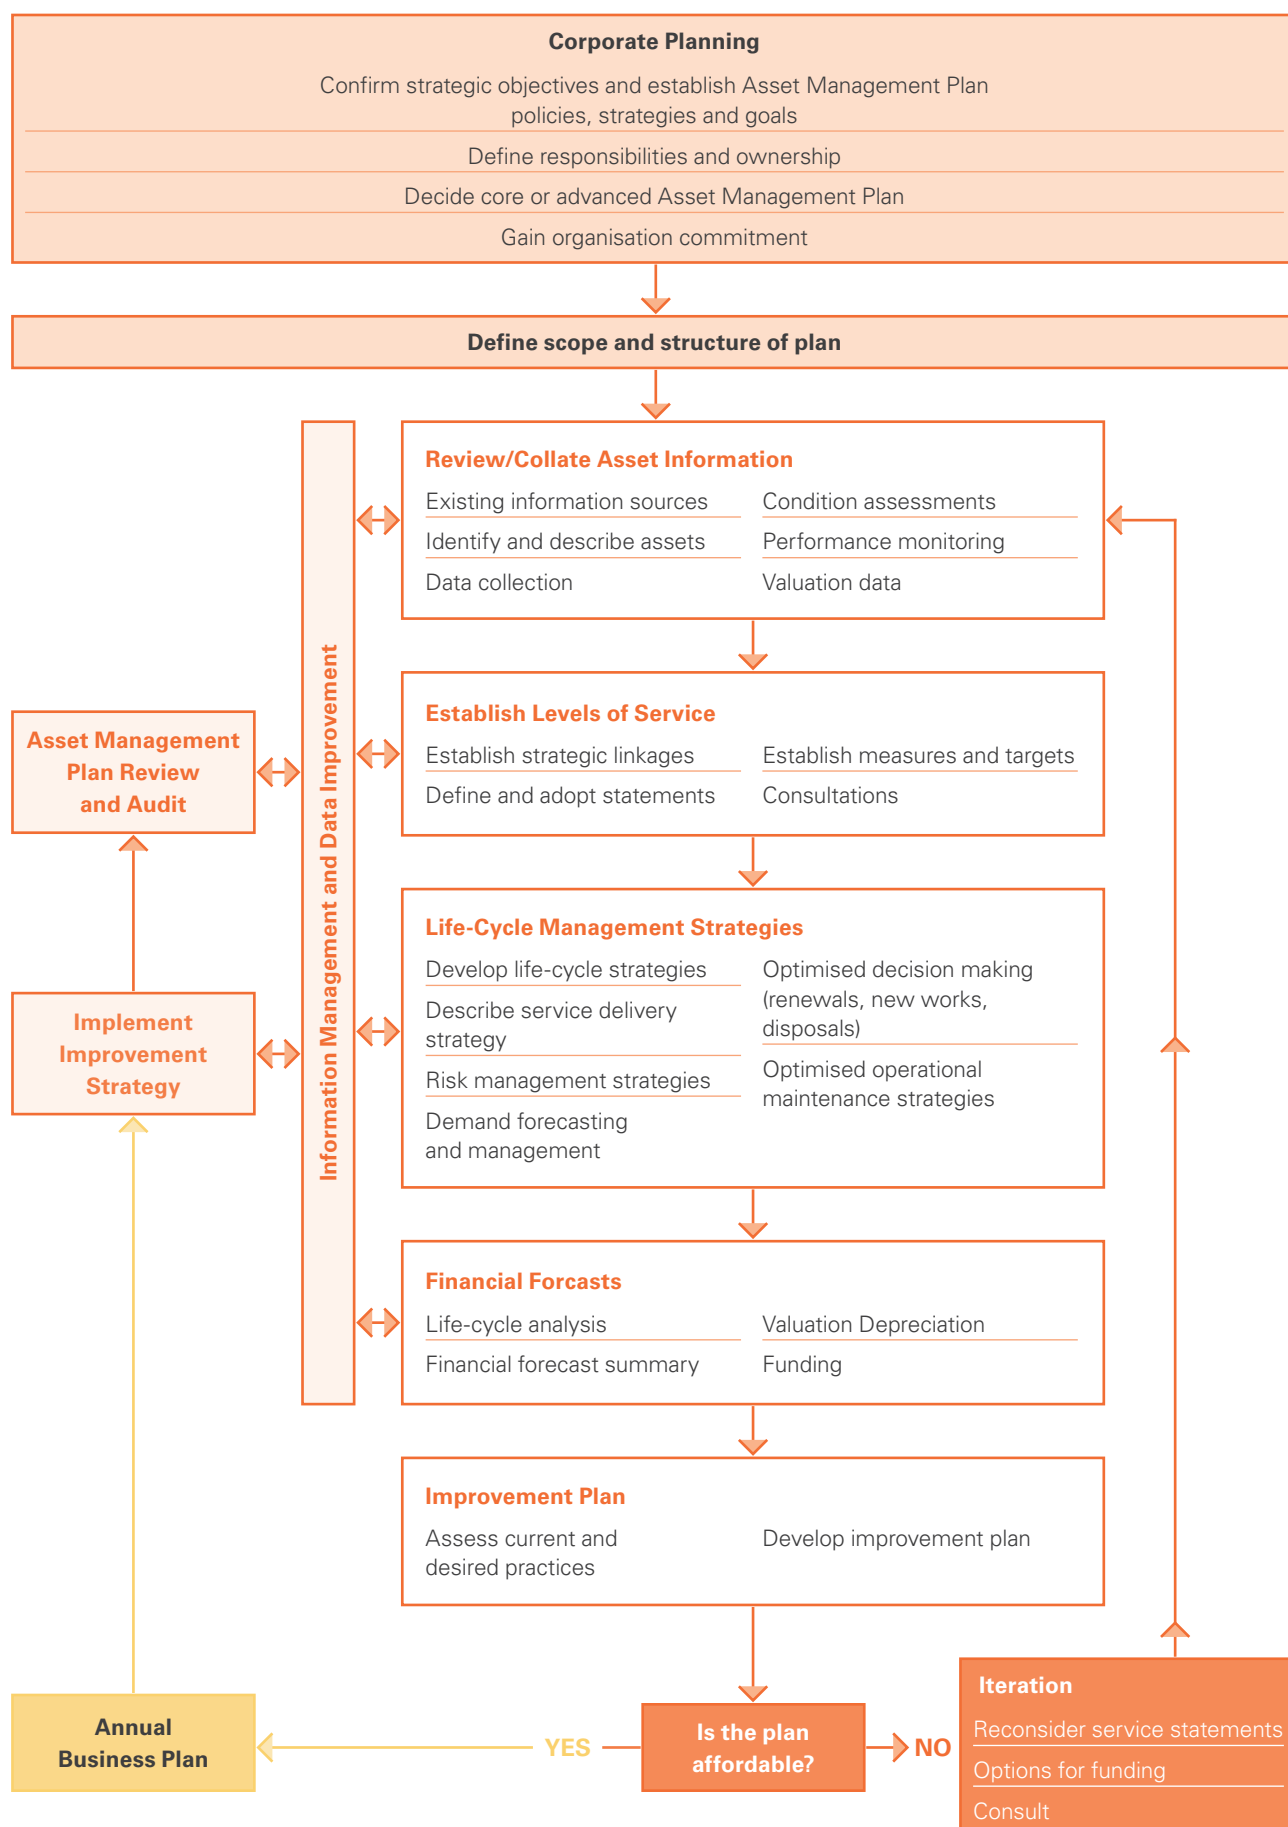 Corporate Planning
Confirm strategic objectives and establish Asset Management Plan
policies, strategies and goals
Define responsibilities and ownership
Decide core or advanced Asset Management Plan
Gain organisation commitment
Define scope and structure of plan
Information Management and Data Improvement
Review/Collate Asset Information
Existing information sources
Identify and describe assets
Data collection
Condition assessments
Performance monitoring
Valuation data
Establish Levels of Service
Establish strategic linkages
Define and adopt statements
Establish measures and targets
Consultations
Asset Management
Plan Review
and Audit
Life-Cycle Management Strategies
Develop life-cycle strategies
Describe service delivery
strategy
Risk management strategies
Demand forecasting
and management
Optimised decision making
(renewals, new works,
disposals)
Optimised operational
maintenance strategies
Implement
Improvement
Strategy
Financial Forcasts
Life-cycle analysis
Financial forecast summary
Valuation Depreciation
Funding
Improvement Plan
Assess current and
desired practices
Develop improvement plan
Is the plan
affordable?
YES
NO
Annual
Business Plan
Iteration
Reconsider service statements
Options for funding
Consult